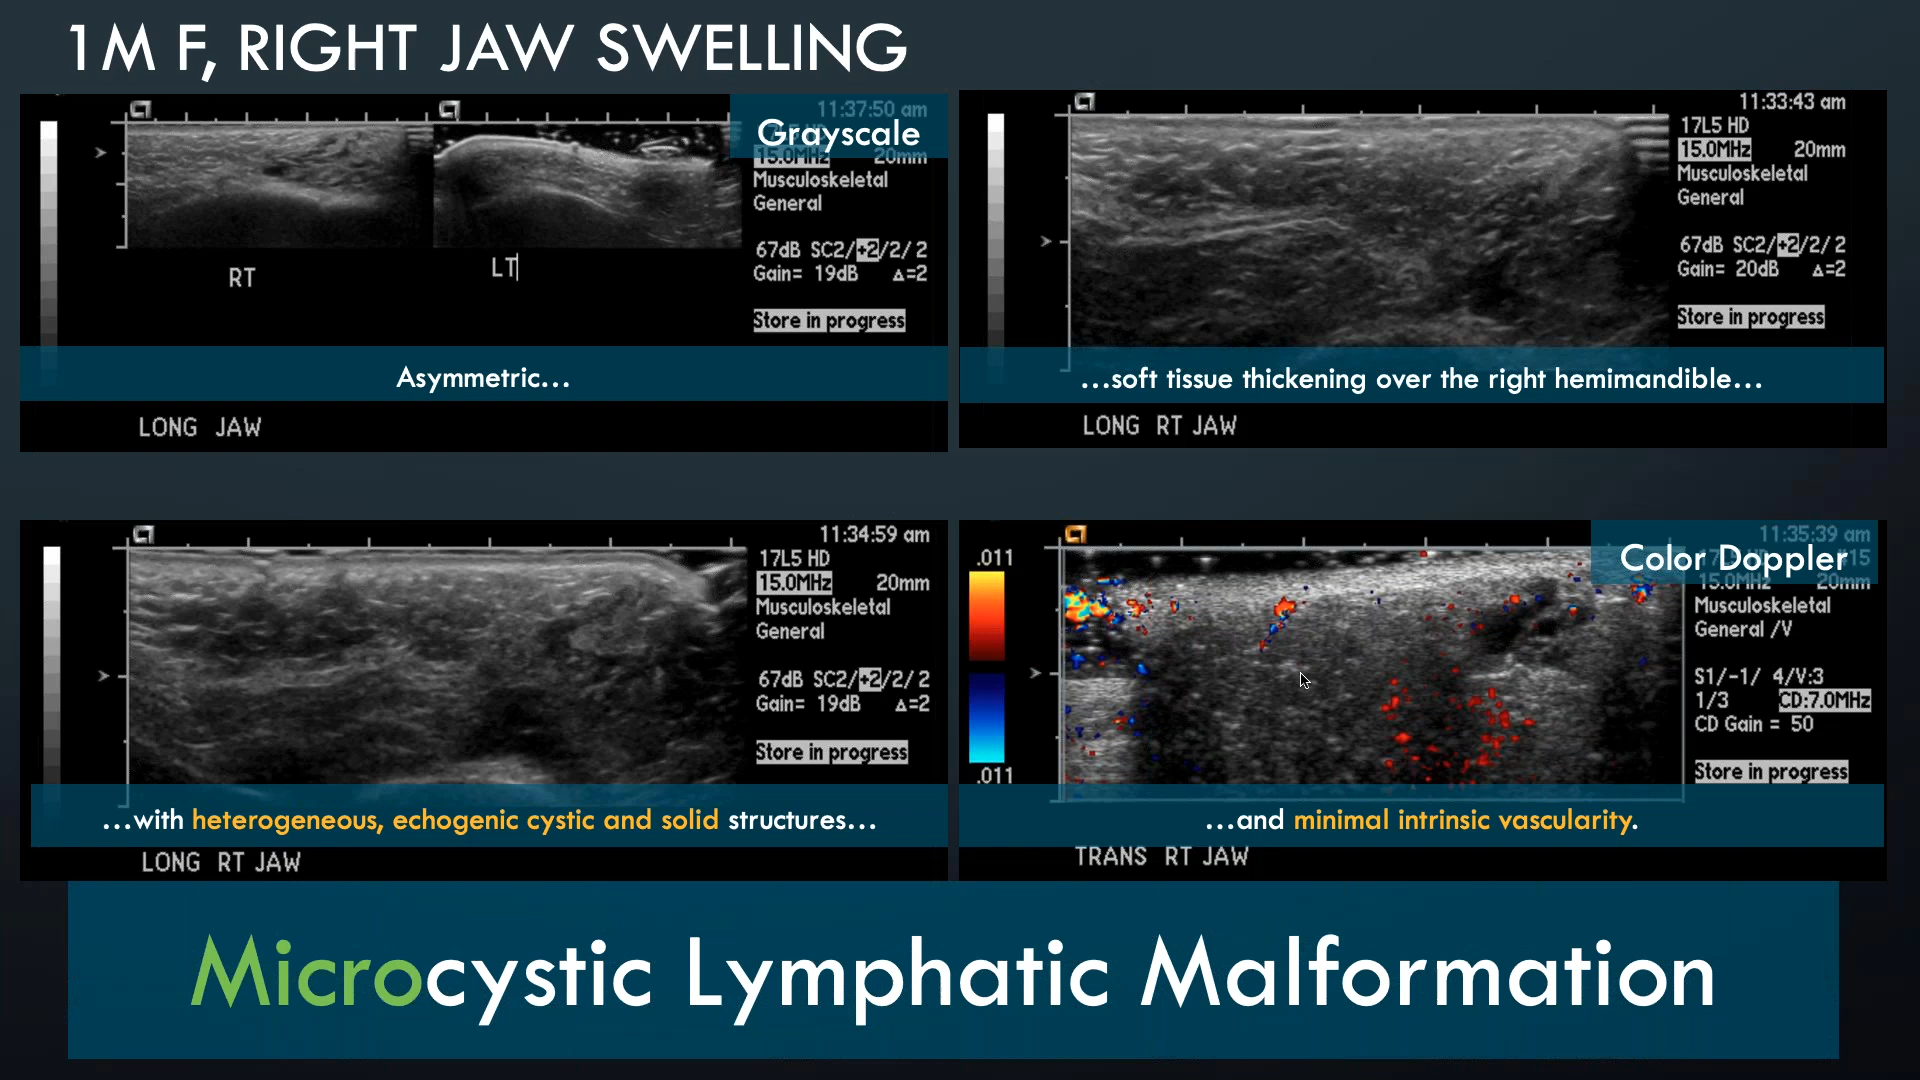 1M F, RIGHT JAW SWELLING
11:37:50 am
Grayscale
15.0MHz 20mm
Musculoskeletal
General
67dB SC2/+2/2/2
Gain= 19dB Δ=2
Store in progress
RT
LT
Asymmetric...
LONG JAW
11:33:43 am
17L5 HD
15.0MHz 20mm
Musculoskeletal
General
67dB SC2/+2/2/2
Gain= 20dB Δ=2
Store in progress
...soft tissue thickening over the right hemimandible...
LONG RT JAW
11:34:59 am
17L5 HD
15.0MHz 20mm
Musculoskeletal
General
67dB SC2/+2/2/2
Gain= 19dB Δ=2
Store in progress
...with heterogeneous, echogenic cystic and solid structures...
LONG RT JAW
11:35:39 am
Color Doppler
.011
15.0MHz 20mm
Musculoskeletal
General /V
S1/-1/ 4/V:3
1/3 CD:7.0MHz
CD Gain = 50
Store in progress
.011
...and minimal intrinsic vascularity.
TRANS RT JAW
Microcystic Lymphatic Malformation